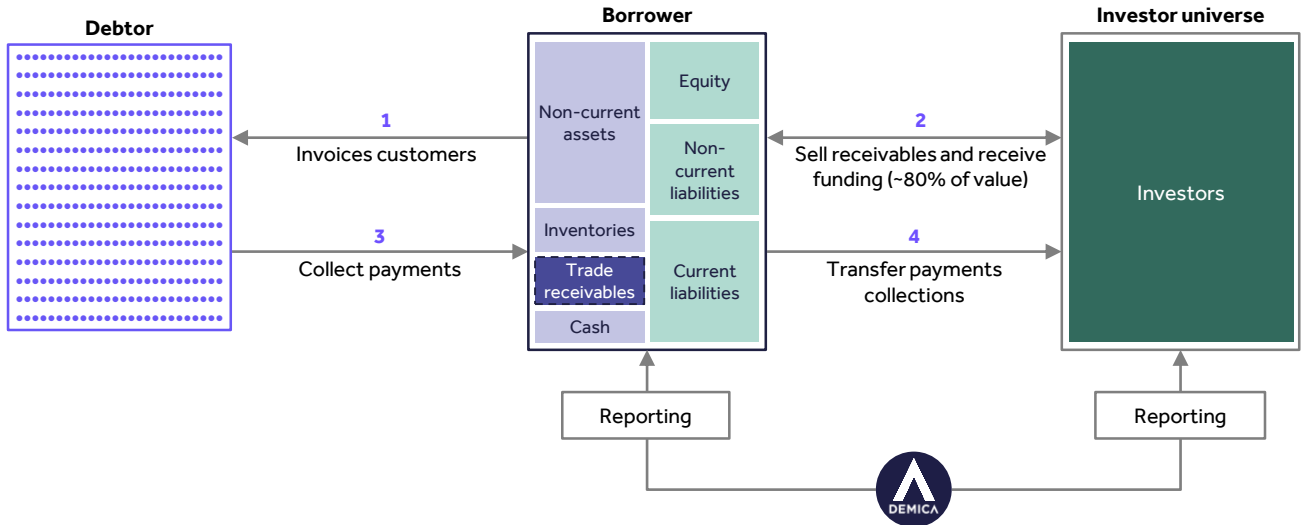 Debtor
Borrower
Investor universe
1
Invoices customers
3
Collect payments
Non-current
assets
Inventories
Trade
receivables
Cash
Equity
Non-
current
liabilities
Current
liabilities
2
Sell receivables and receive
funding (~80% of value)
4
Transfer payments
collections
Investors
Reporting
Reporting
DEMICA